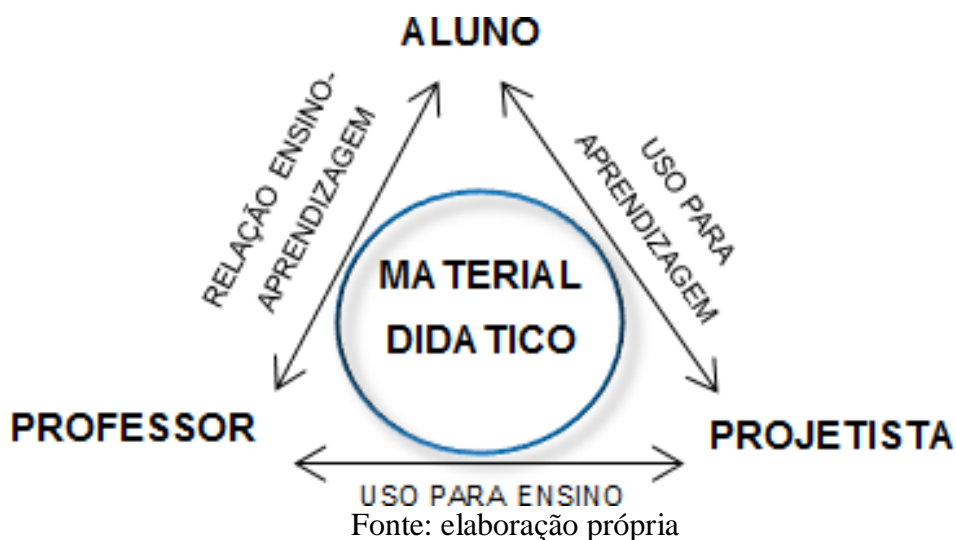 ALUNO
RELAÇÃO ENSINO-
APRENDIZAGEM
USO PARA
APRENDIZAGEM
MATERIAL
DIDATICO
PROFESSOR
PROJETISTA
USO PARA ENSINO
Fonte: elaboração própria